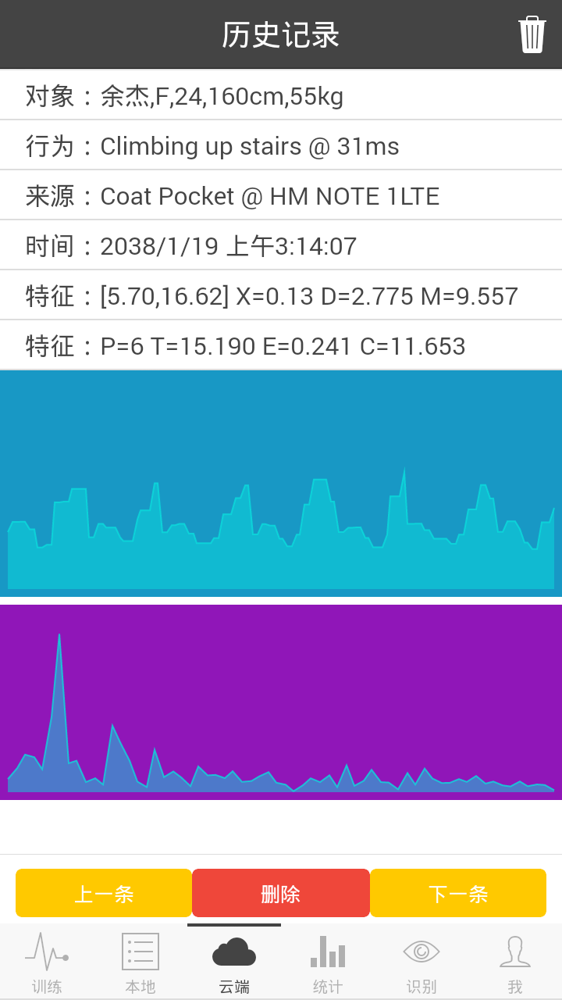 历史记录
对象：余杰,F,24,160cm,55kg
行为：Climbing up stairs @ 31ms
来源：Coat Pocket @ HM NOTE 1LTE
时间：2038/1/19 上午3:14:07
特征：[5.70,16.62] X=0.13 D=2.775 M=9.557
特征：P=6 T=15.190 E=0.241 C=11.653
上一条 删除 下一条
训练 本地 云端 统计 识别 我